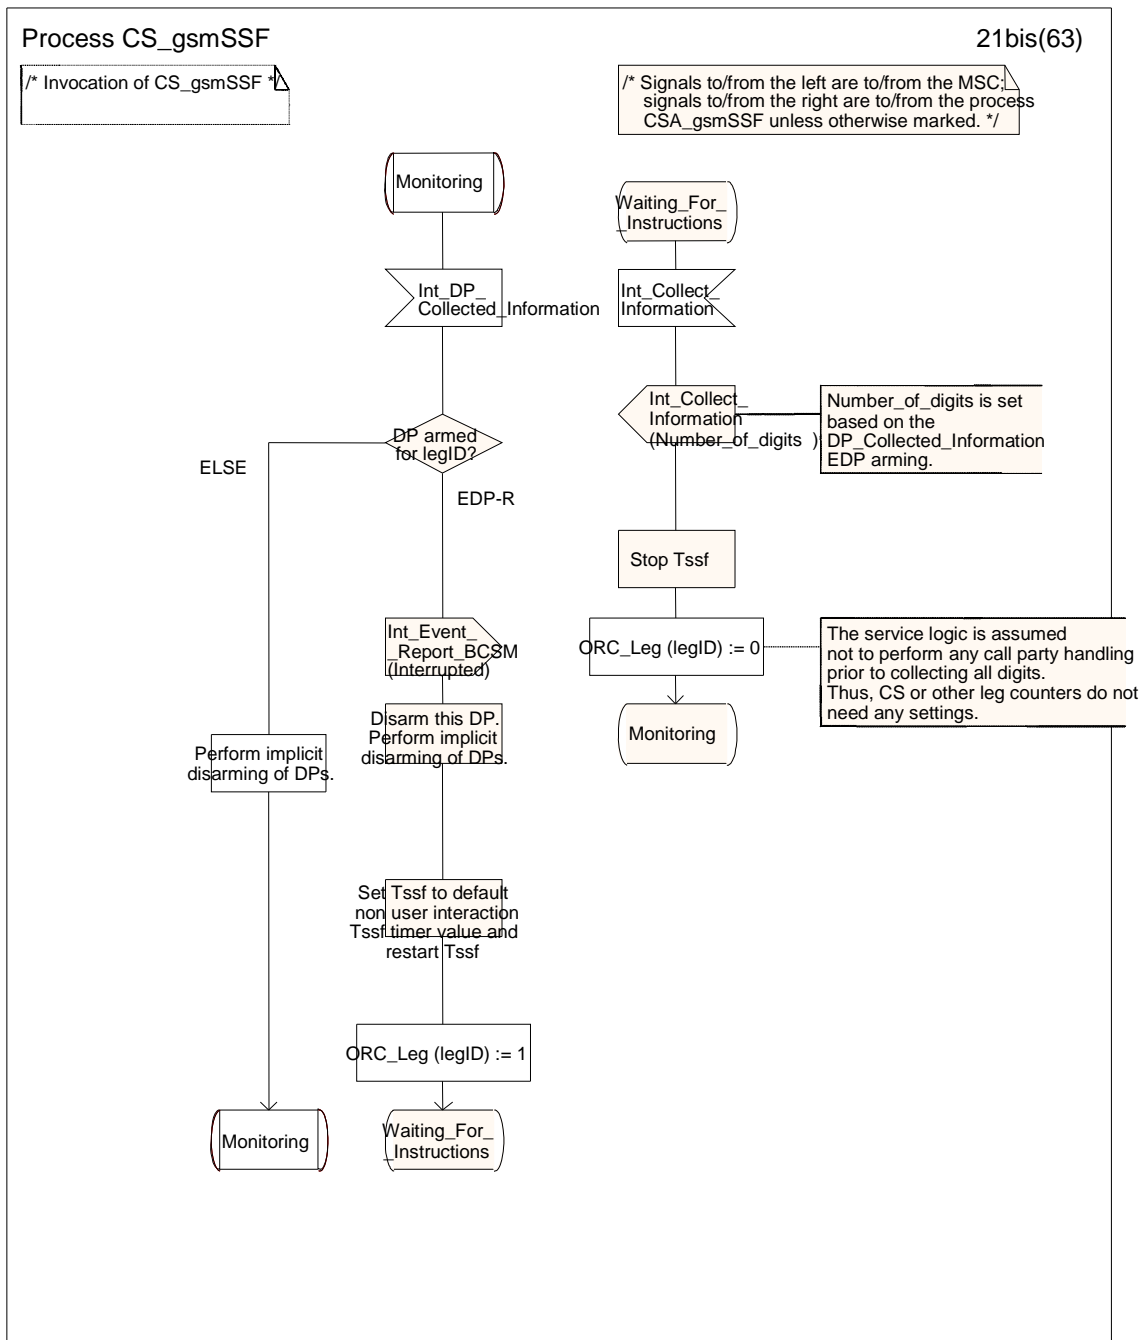 Process CS_gsmSSF
21bis(63)
/* Invocation of CS_gsmSSF */
/* Signals to/from the left are to/from the MSC;
signals to/from the right are to/from the process
CSA_gsmSSF unless otherwise marked. */
Monitoring
Int_DP_
Collected_Information
DP armed
for legID?
ELSE
EDP-R
Int_Event_
_Report_BCSM
(Interrupted)
Disarm this DP.
Perform implicit
disarming of DPs.
Perform implicit
disarming of DPs.
Set Tssf to default
non user interaction
Tssf timer value and
restart Tssf
ORC_Leg (legID) := 1
Monitoring
Waiting_For_
_Instructions
Waiting_For_
_Instructions
Int_Collect_
Information
Int_Collect_
Information
(Number_of_digits )
Number_of_digits is set
based on the
DP_Collected_Information
EDP arming.
Stop Tssf
ORC_Leg (legID) := 0
The service logic is assumed
not to perform any call party handling
prior to collecting all digits.
Thus, CS or other leg counters do not
need any settings.
Monitoring